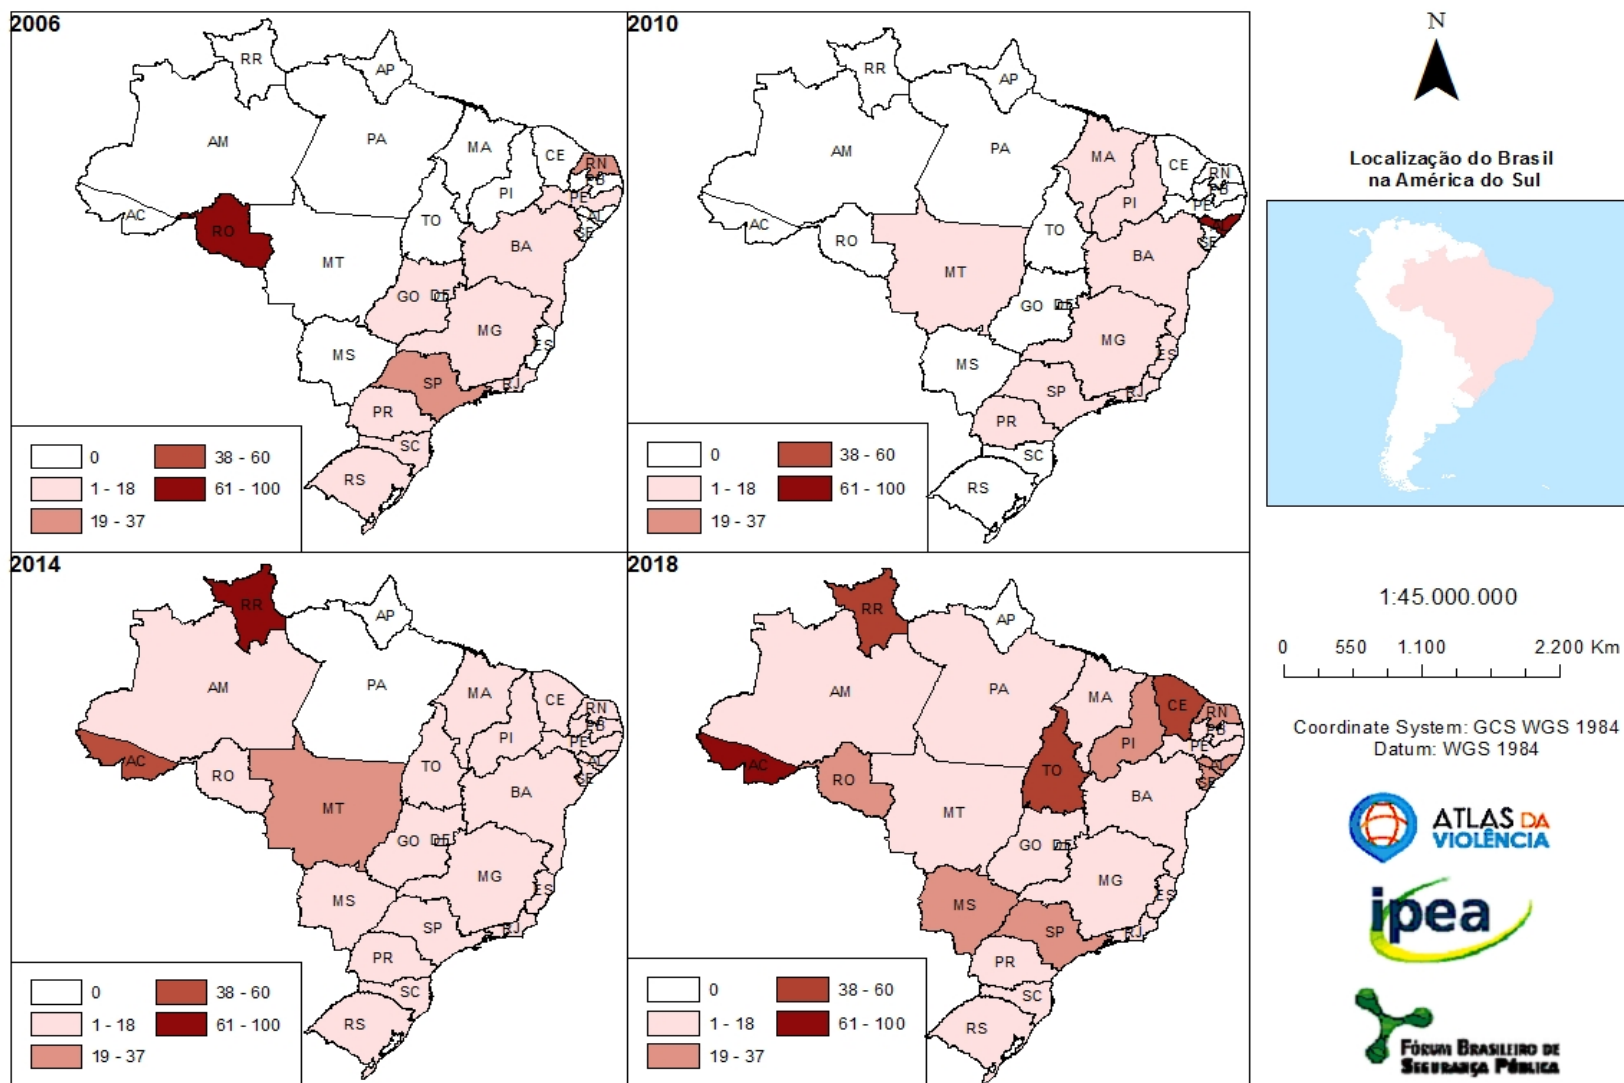 2006
RR
AP
AM
PA
MA
CE
RN
PB
PI
PE
AC
AL
TO
SE
RO
BA
MT
GO DF
MG
MS
ES
SP
RJ
PR
SC
RS
0
38 - 60
1 - 18
61 - 100
19 - 37
2010
RR
AP
AM
PA
MA
CE
RN
PB
PI
PE
AC
TO
SE
RO
BA
MT
GO DF
MG
MS
ES
SP
RJ
PR
SC
RS
0
38 - 60
1 - 18
61 - 100
19 - 37
2014
RR
AP
AM
PA
MA
CE
RN
PB
PI
PE
AC
AL
TO
SE
RO
BA
MT
GO DF
MG
MS
ES
SP
RJ
PR
SC
RS
0
38 - 60
1 - 18
61 - 100
19 - 37
2018
RR
AP
AM
PA
MA
CE
RN
PB
PI
PE
AC
AL
TO
SE
RO
BA
MT
GO DF
MG
MS
ES
SP
RJ
PR
SC
RS
0
38 - 60
1 - 18
61 - 100
19 - 37
N
Localização do Brasil
na América do Sul
1:45.000.000
0 550 1.100 2.200 Km
Coordinate System: GCS WGS 1984
Datum: WGS 1984
ATLAS DA
VIOLÊNCIA
ipea
FÓRUM BRASILEIRO DE
SEGURANÇA PÚBLICA